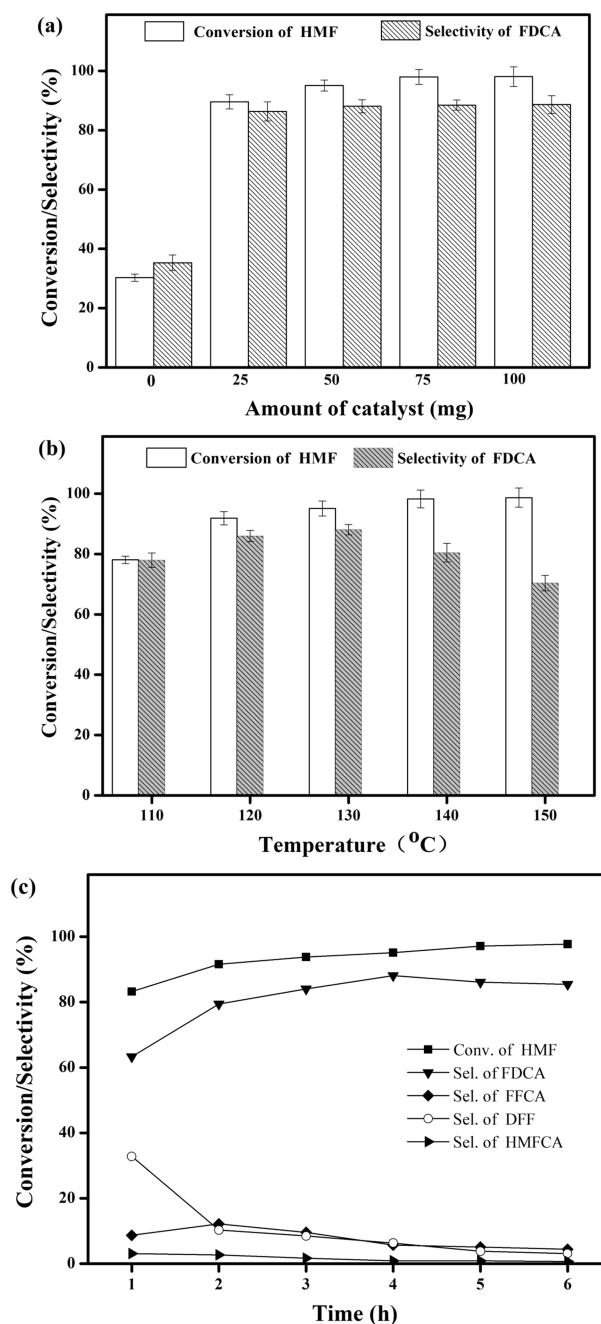 (a)
Conversion of HMF
Selectivity of FDCA
Conversion/Selectivity (%)
100
80
60
40
20
0
0 25 50 75 100
Amount of catalyst (mg)
(b)
Conversion of HMF
Selectivity of FDCA
Conversion/Selectivity (%)
100
80
60
40
20
0
110 120 130 140 150
Temperature（°C）
(c)
Conversion/Selectivity (%)
100
80
60
40
20
0
Conv. of HMF
Sel. of FDCA
Sel. of FFCA
Sel. of DFF
Sel. of HMFCA
1 2 3 4 5 6
Time (h)